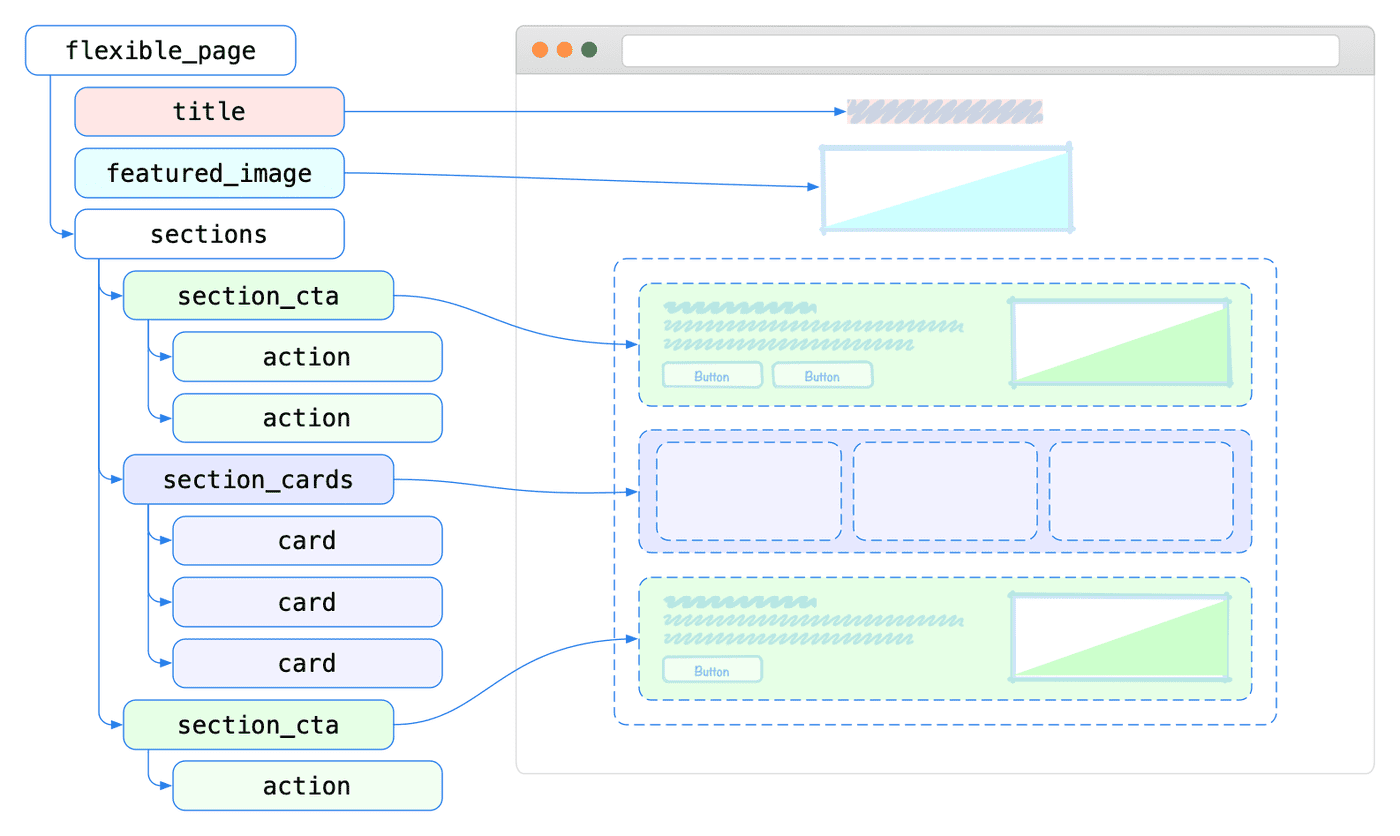 flexible_page
title
featured_image
sections
section_cta
action
action
section_cards
card
card
card
section_cta
action
Button
Button
Button